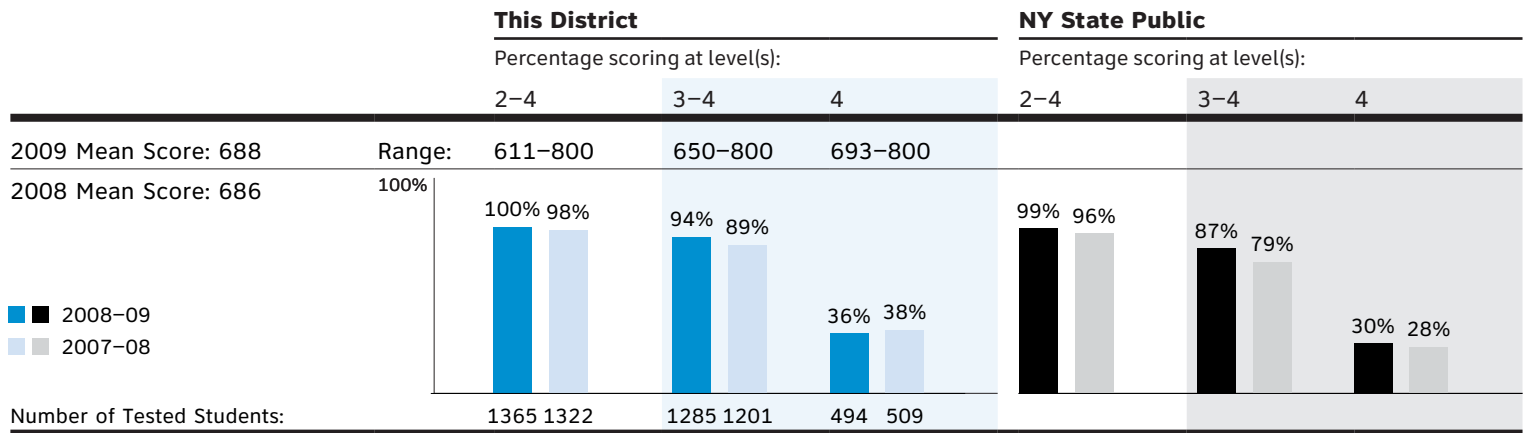 This District NY State Public
Percentage scoring at level(s): Percentage scoring at level(s):
2–4 3–4 4 2–4 3–4 4
2009 Mean Score: 688 Range: 611–800 650–800 693–800
2008 Mean Score: 686 100%
100% 98% 94% 89% 36% 38% 99% 96% 87% 79% 30% 28%
2008–09
2007–08
Number of Tested Students: 1365 1322 1285 1201 494 509